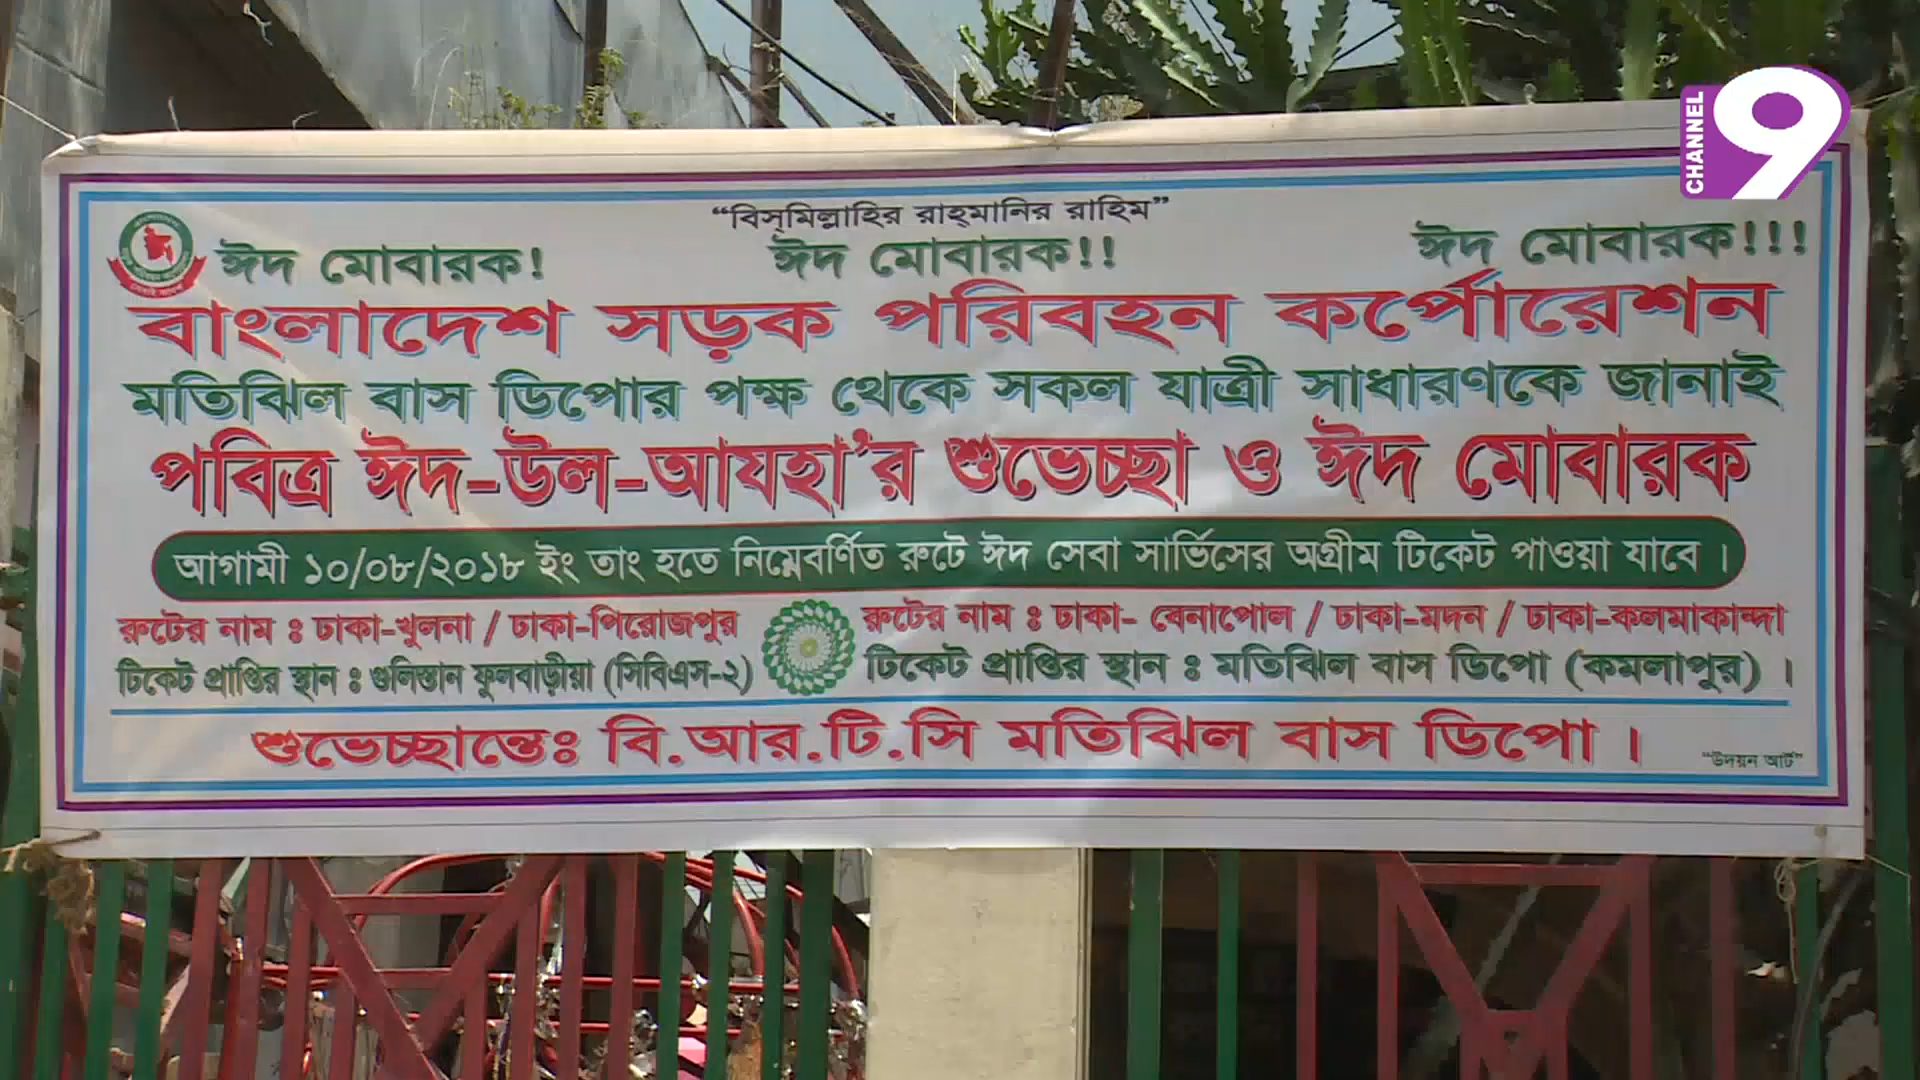 CHANNEL 9
“বিস্‌মিল্লাহির রাহ্‌মানির রাহিম”
ঈদ মোবারক! ঈদ মোবারক!! ঈদ মোবারক!!!
বাংলাদেশ সড়ক পরিবহন কর্পোরেশন
মতিঝিল বাস ডিপোর পক্ষ থেকে সকল যাত্রী সাধারণকে জানাই
পবিত্র ঈদ-উল-আযহা’র শুভেচ্ছা ও ঈদ মোবারক
আগামী ১০/০৮/২০১৮ ইং তাং হতে নিম্নেবর্ণিত রুটে ঈদ সেবা সার্ভিসের অগ্রীম টিকেট পাওয়া যাবে ।
রুটের নাম ঃ ঢাকা-খুলনা / ঢাকা-পিরোজপুর
টিকেট প্রাপ্তির স্থান ঃ গুলিস্তান ফুলবাড়ীয়া (সিবিএস-২)
রুটের নাম ঃ ঢাকা- বেনাপোল / ঢাকা-মদন / ঢাকা-কলমাকান্দা
টিকেট প্রাপ্তির স্থান ঃ মতিঝিল বাস ডিপো (কমলাপুর) ।
শুভেচ্ছান্তেঃ বি.আর.টি.সি মতিঝিল বাস ডিপো ।
“উদয়ন আর্ট”